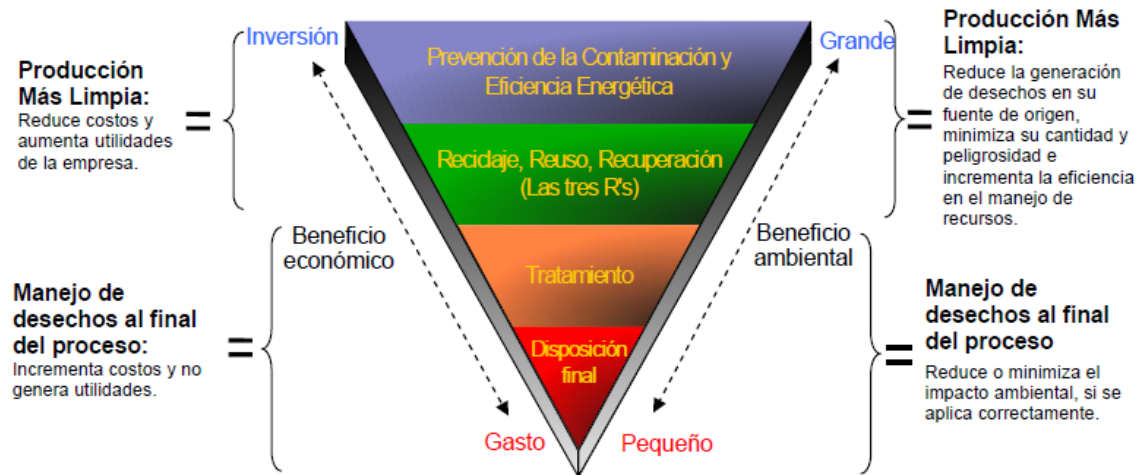 Producción
Más Limpia:
Reduce costos y
aumenta utilidades
de la empresa.
=
Manejo de
desechos al final
del proceso:
Incrementa costos y no
genera utilidades.
=
Inversión
Beneficio
económico
Gasto
Prevención de la Contaminación y
Eficiencia Energética
Reciclaje, Reuso, Recuperación
(Las tres R's)
Tratamiento
Disposición
final
Grande
Beneficio
ambiental
Pequeño
=
Producción Más
Limpia:
Reduce la generación
de desechos en su
fuente de origen,
minimiza su cantidad y
peligrosidad e
incrementa la eficiencia
en el manejo de
recursos.
=
Manejo de
desechos al final
del proceso
Reduce o minimiza el
impacto ambiental, si se
aplica correctamente.